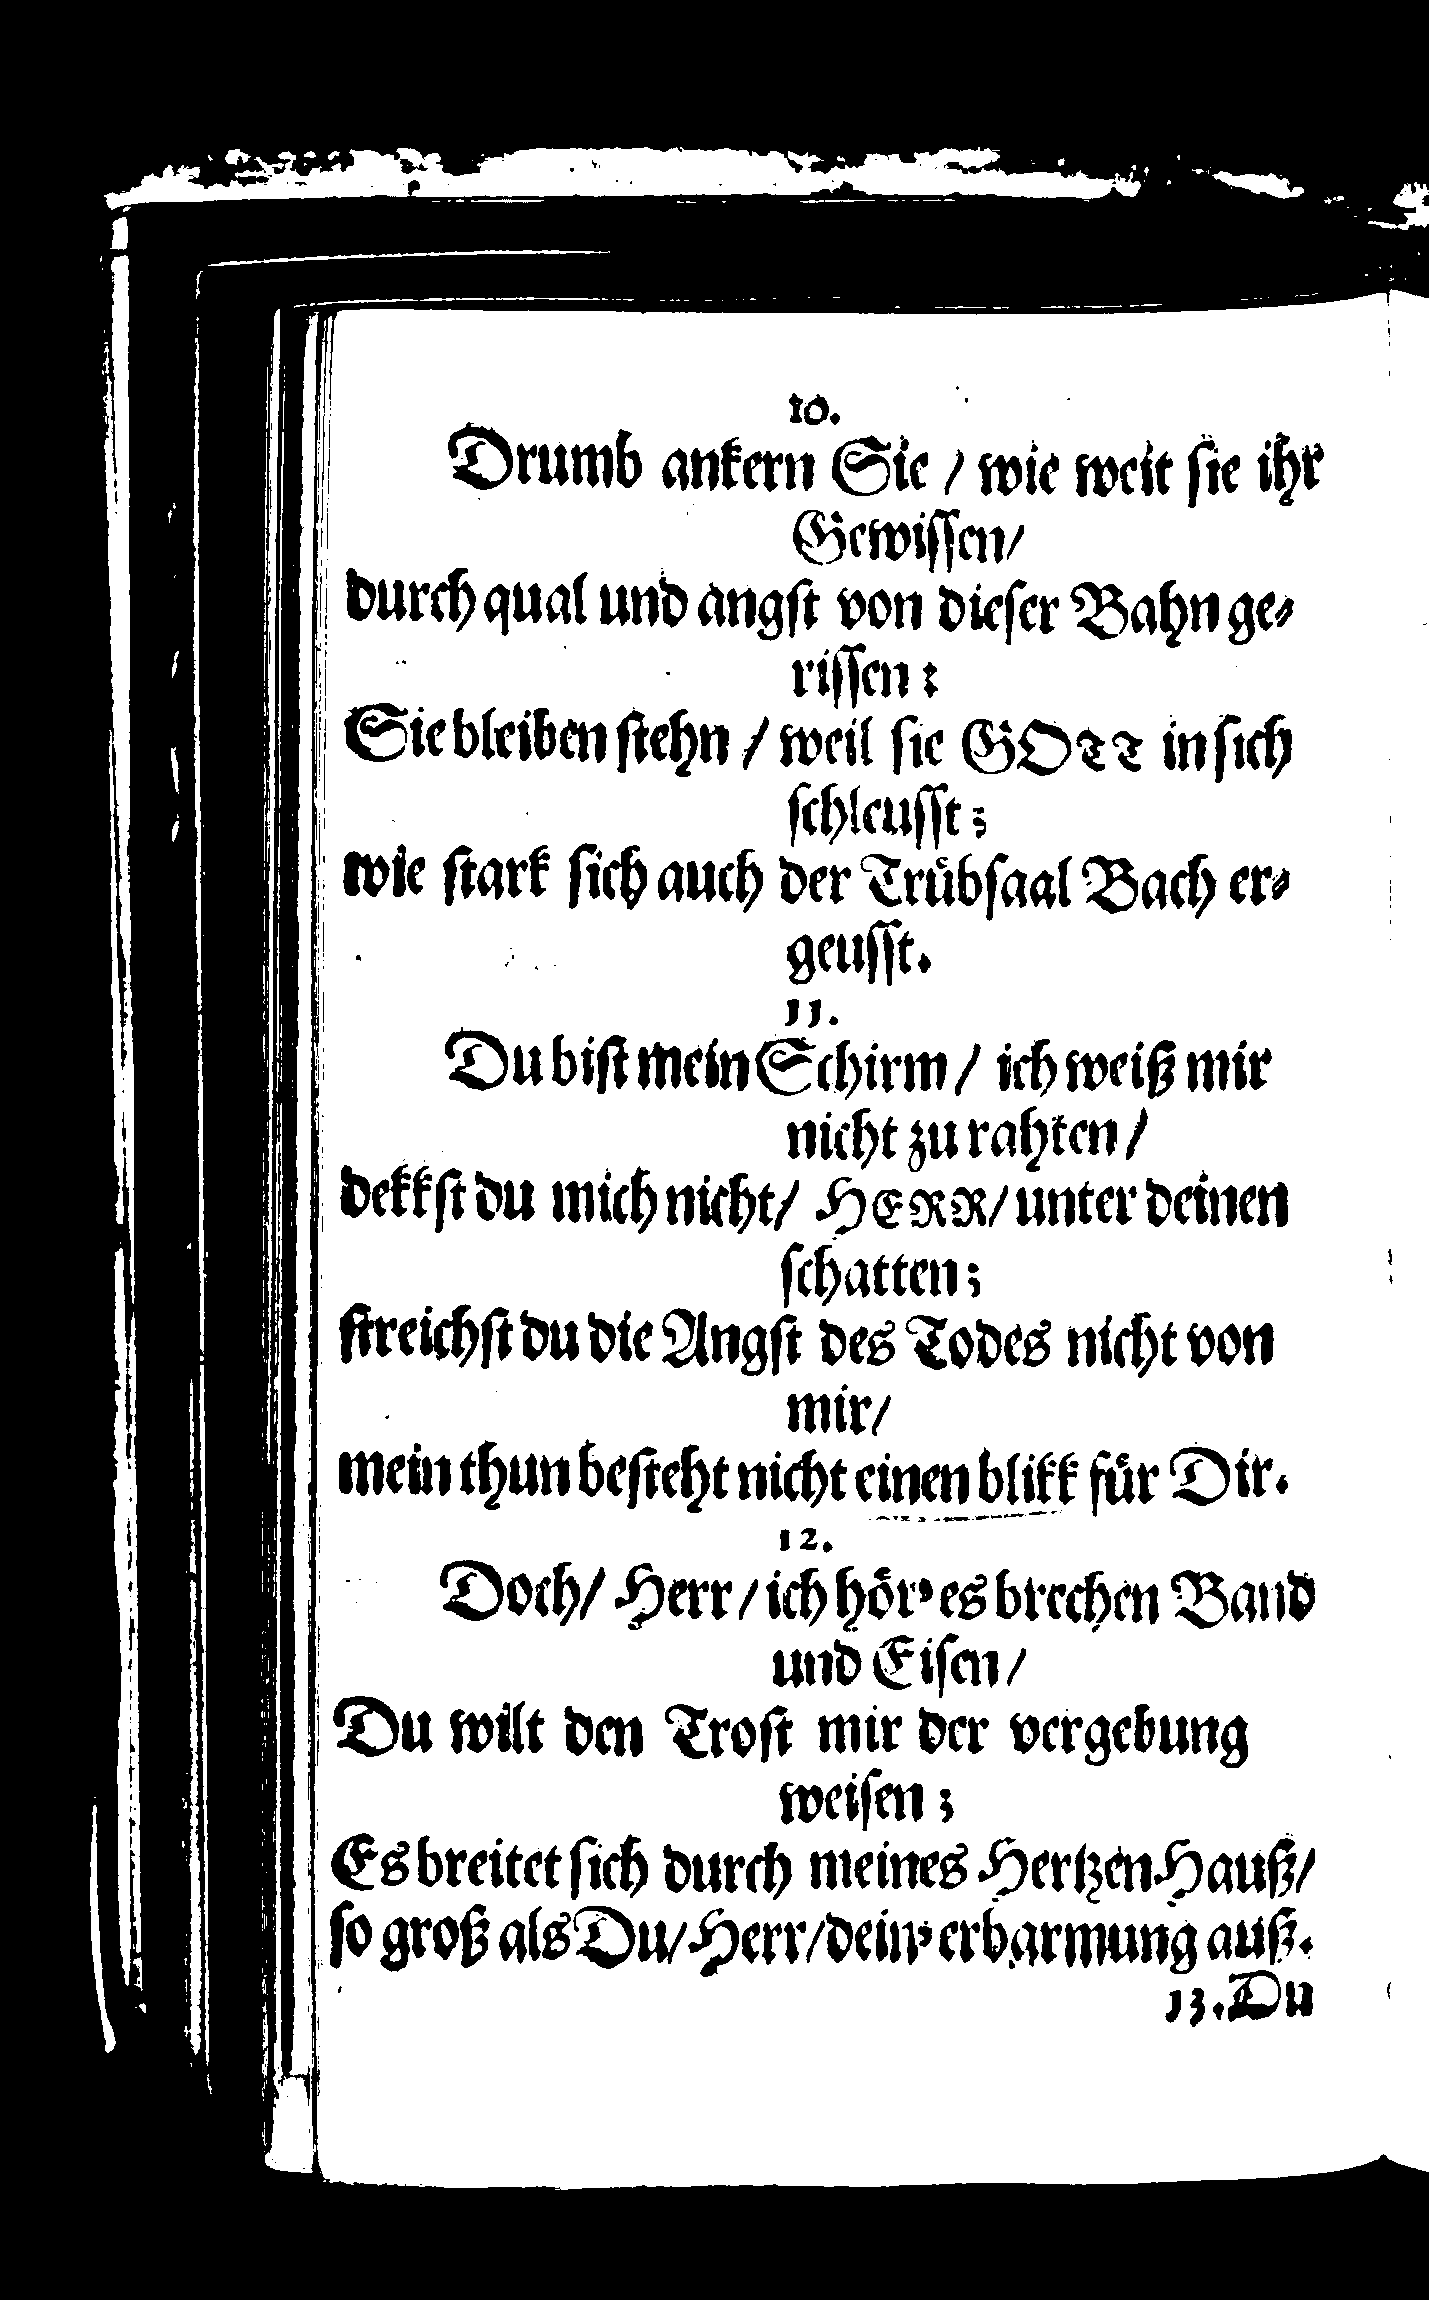 10.
Drumb ankern Sie / wie weit sie ihr
Gewissen/
durch qual und angst von dieser Bahn ge-
rissen:
Sie bleiben stehn / weil sie GOTT in sich
schleusst;
wie stark sich auch der Trübsaal Bach er-
geusst.
11.
Du bist mein Schirm / ich weiß mir
nicht zu rahten /
dekkst du mich nicht/ HERR/ unter deinen
schatten;
streichst du die Angst des Todes nicht von
mir/
mein thun besteht nicht einen blikk für Dir.
12.
Doch/ Herr / ich hör' es brechen Band
und Eisen /
Du wilt den Trost mir der vergebung
weisen;
Es breitet sich durch meines Hertzen Hauß/
so groß als Du/ Herr/ dein' erbarmung auß.
13. Du